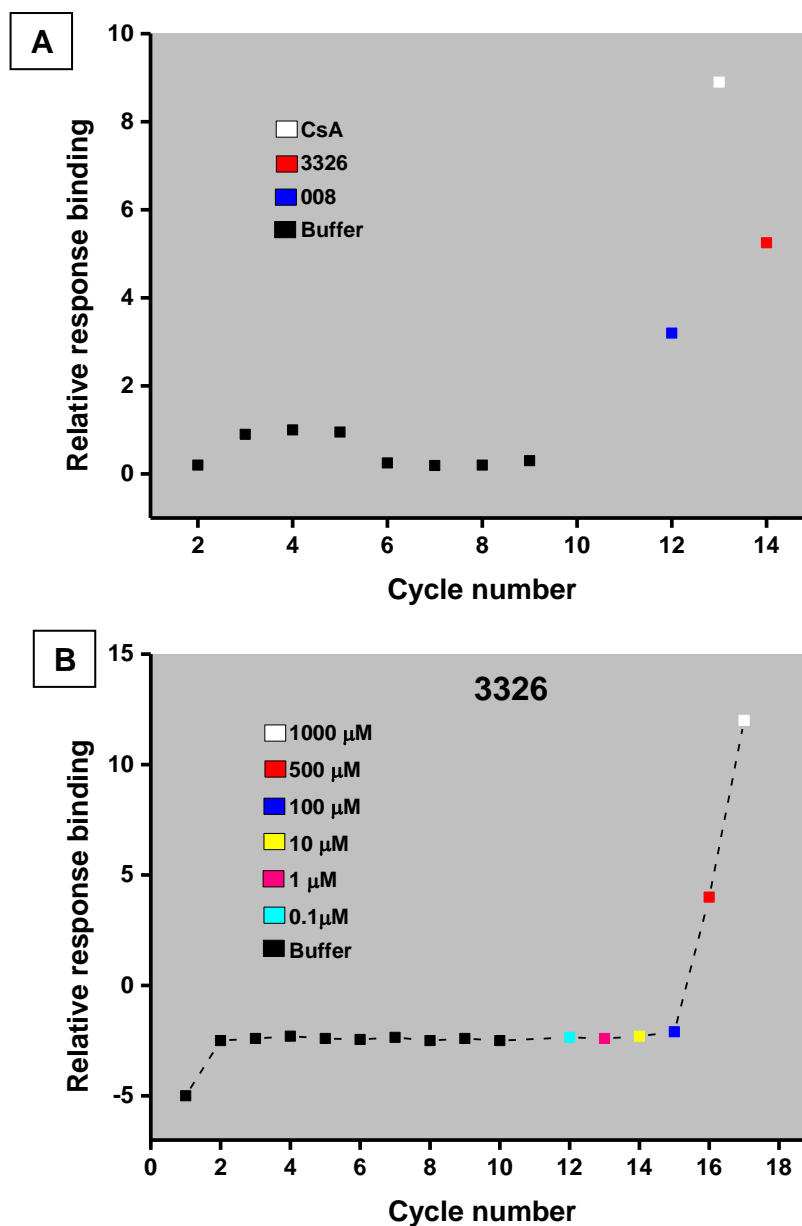 A
10
8
6
4
2
0
Relative response binding
CsA
3326
008
Buffer
2 4 6 8 10 12 14
Cycle number
B
15
10
5
0
-5
Relative response binding
3326
1000 μM
500 μM
100 μM
10 μM
1 μM
0.1μM
Buffer
0 2 4 6 8 10 12 14 16 18
Cycle number